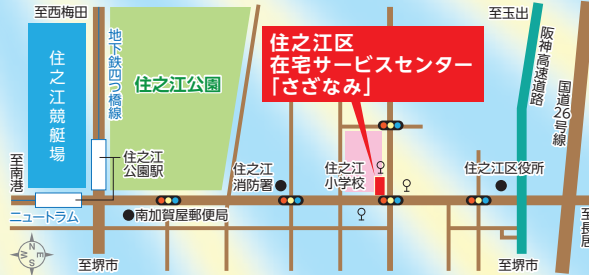 至西梅田
至玉出
地下鉄四つ橋線
住之江公園
住之江区
在宅サービスセンター
「さざなみ」
阪神高速道路
国道26号線
住之江競艇場
至南港
住之江
公園駅
住之江
消防署
住之江
小学校
住之江区役所
ニュートラム
南加賀屋郵便局
至長居
至堺市
至堺市
N
W
E
S